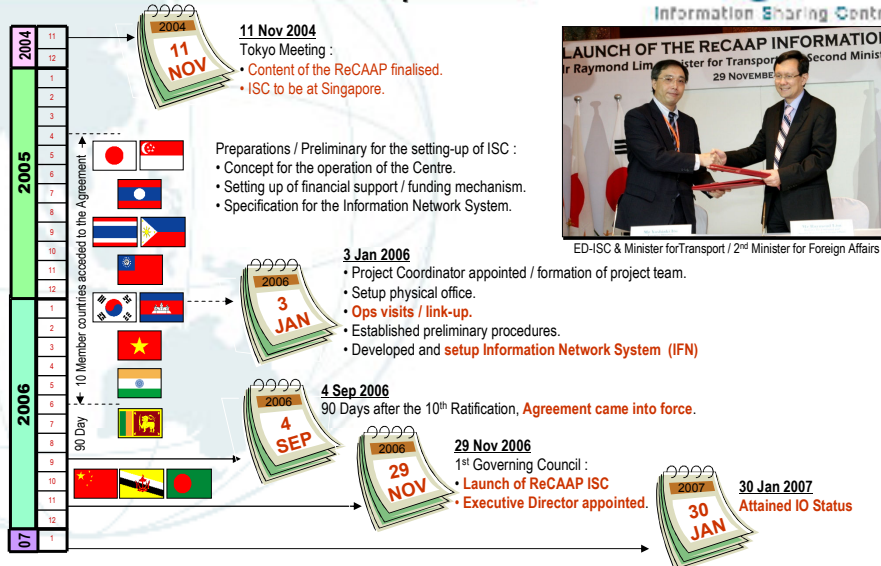 Information Sharing Centr
2004
11
12
2005
1
2
3
4
5
6
7
8
9
10
11
12
2006
1
2
3
4
5
6
7
8
9
10
11
12
07
1
10 Member countries acceded to the Agreement
90 Day
2004
11
NOV
11 Nov 2004
Tokyo Meeting :
• Content of the ReCAAP finalised.
• ISC to be at Singapore.
Preparations / Preliminary for the setting-up of ISC :
• Concept for the operation of the Centre.
• Setting up of financial support / funding mechanism.
• Specification for the Information Network System.
LAUNCH OF THE RECAAP INFORMATION
r Raymond Lim, ister for Transport Second Minist
29 NOVEMBE
ED-ISC & Minister forTransport / 2nd Minister for Foreign Affairs
2006
3
JAN
3 Jan 2006
• Project Coordinator appointed / formation of project team.
• Setup physical office.
• Ops visits / link-up.
• Established preliminary procedures.
• Developed and setup Information Network System (IFN)
2006
4
SEP
4 Sep 2006
90 Days after the 10th Ratification, Agreement came into force.
2006
29
NOV
29 Nov 2006
1st Governing Council :
• Launch of ReCAAP ISC
• Executive Director appointed.
2007
30
JAN
30 Jan 2007
Attained IO Status